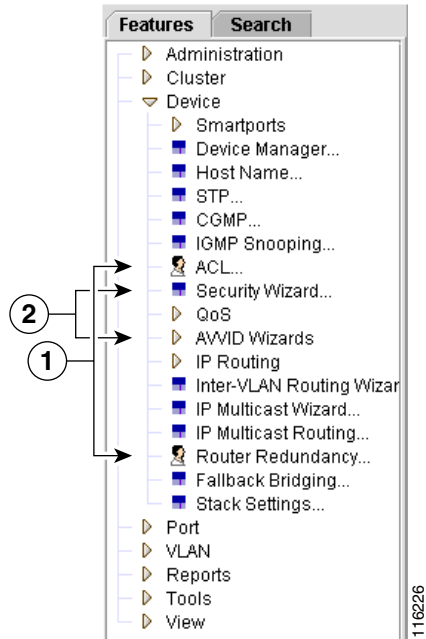 Features Search
Administration
Cluster
Device
Smartports
Device Manager...
Host Name...
STP...
CGMP...
IGMP Snooping...
ACL...
Security Wizard...
2
QoS
AVVID Wizards
1
IP Routing
Inter-VLAN Routing Wizar
IP Multicast Wizard...
IP Multicast Routing...
Router Redundancy...
Fallback Bridging...
Stack Settings...
Port
VLAN
Reports
Tools
View
116226